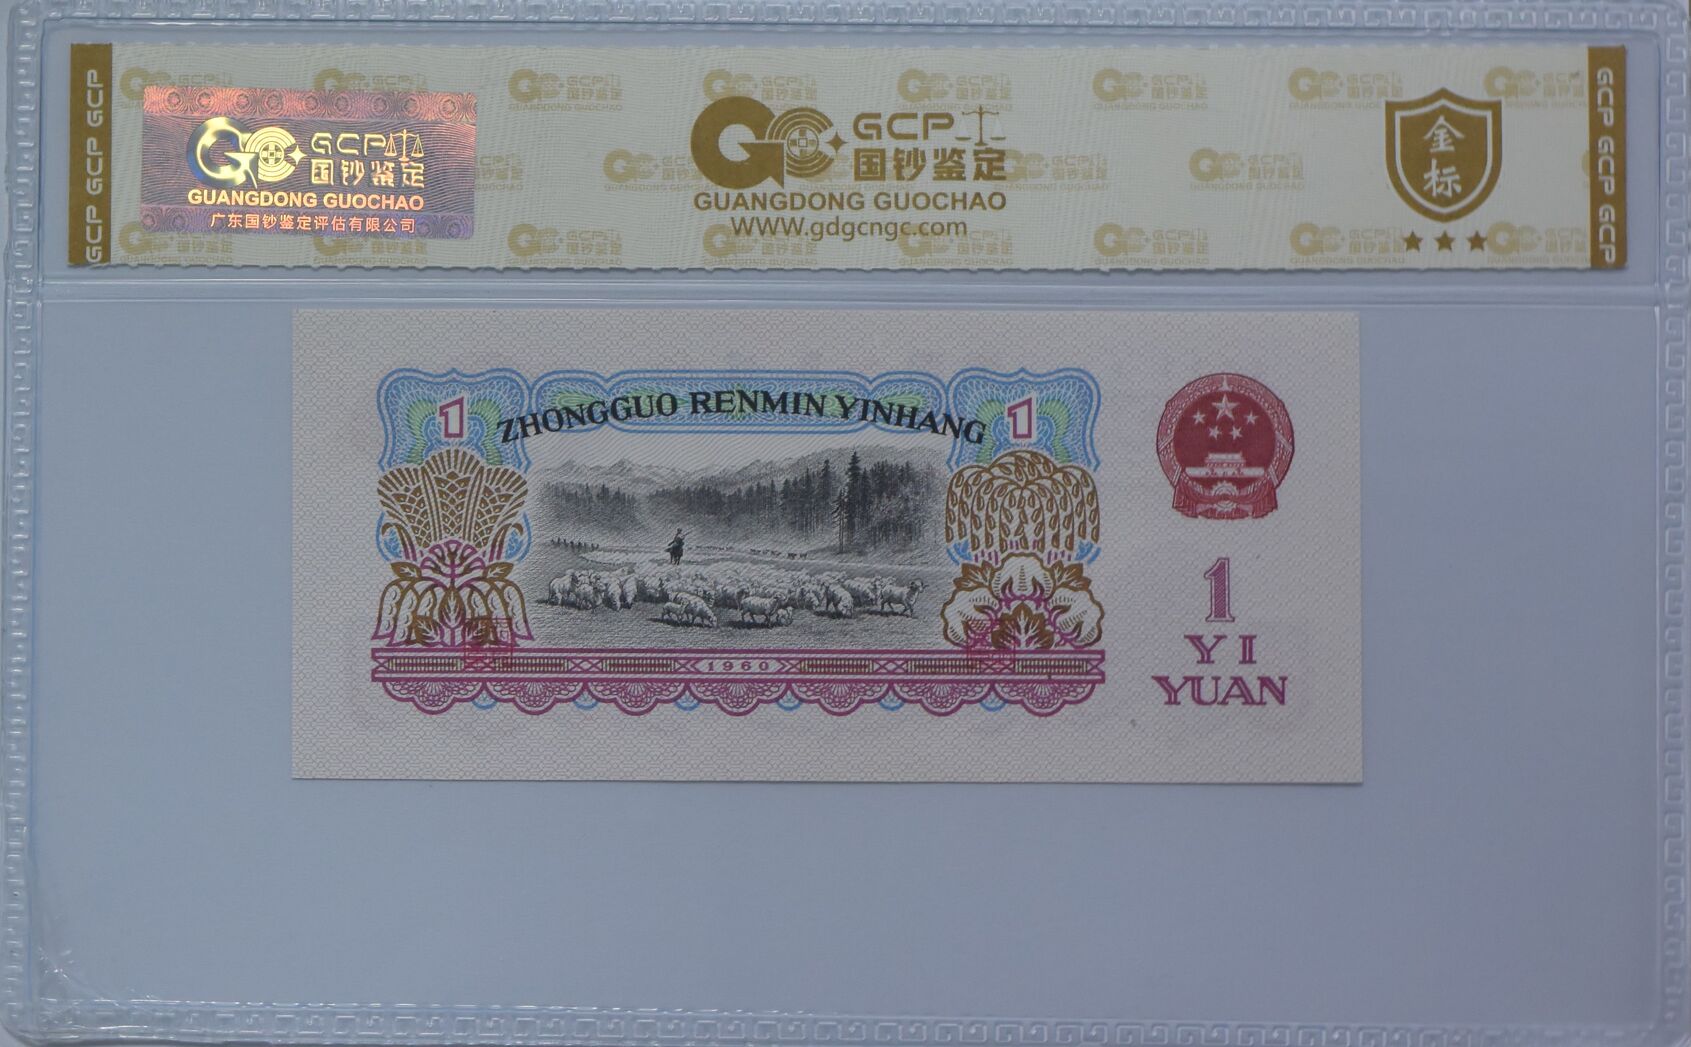 GCP GCP GCP
GCP
国钞鉴定
GUANGDONG GUOCHAO
广东国钞鉴定评估有限公司
GCP
国钞鉴定
GUANGDONG GUOCHAO
WWW.gdgcngc.com
金
标
GCP GCP GCP
1
ZHONGGUO RENMIN YINHANG
1
1960
1
YI
YUAN